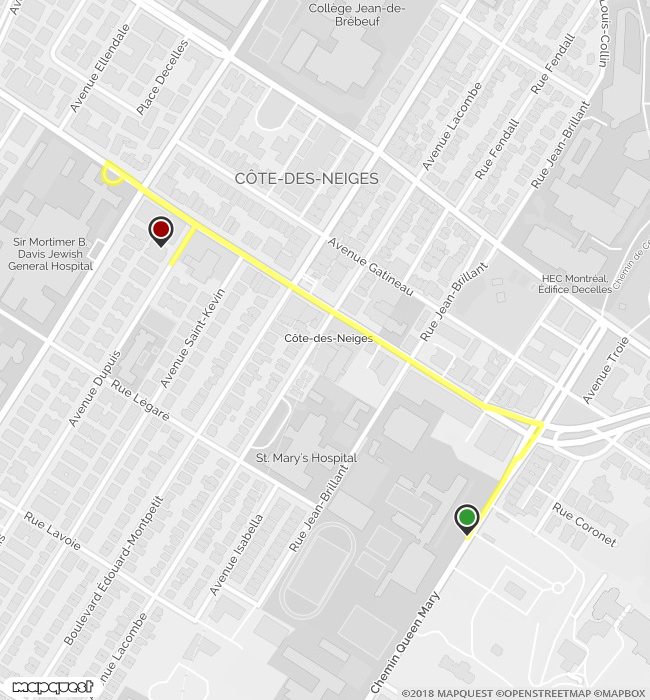 Collège Jean-de-
Brébeuf
Louis-Collin
Avenue Ellendale
Place Decelles
Rue Fendall
Avenue Lacombe
Rue Fendall
Rue Jean-Brillant
CÔTE-DES-NEIGES
Sir Mortimer B.
Davis Jewish
General Hospital
Avenue Gatineau
Rue Jean-Brillant
HEC Montréal,
Édifice Decelles
Chemin de Co
Avenue Saint-Kevin
Côte-des-Neiges
Avenue Troie
Avenue Dupuis
Rue Légaré
St. Mary's Hospital
Rue Jean-Brillant
Rue Coronet
Rue Lavoie
Boulevard Édouard-Montpetit
Avenue Isabella
Chemin Queen Mary
nue Lacombe
mapquest
©2018 MAPQUEST ©OPENSTREETMAP ©MAPBOX